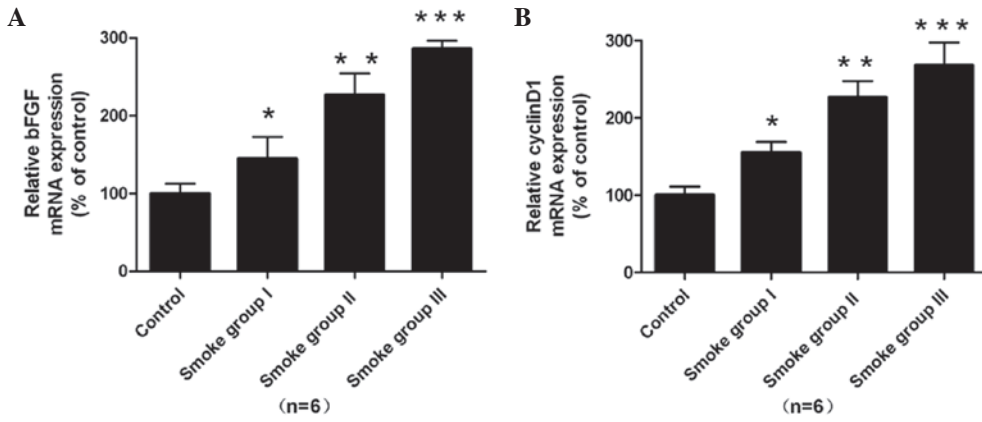 A
Relative bFGF
mRNA expression
(% of control)
300
200
100
0
*
* *
* * *
Control
Smoke group I
Smoke group II
Smoke group III
(n=6)
B
Relative cyclinD1
mRNA expression
(% of control)
300
200
100
0
*
* *
* * *
Control
Smoke group I
Smoke group II
Smoke group III
(n=6)